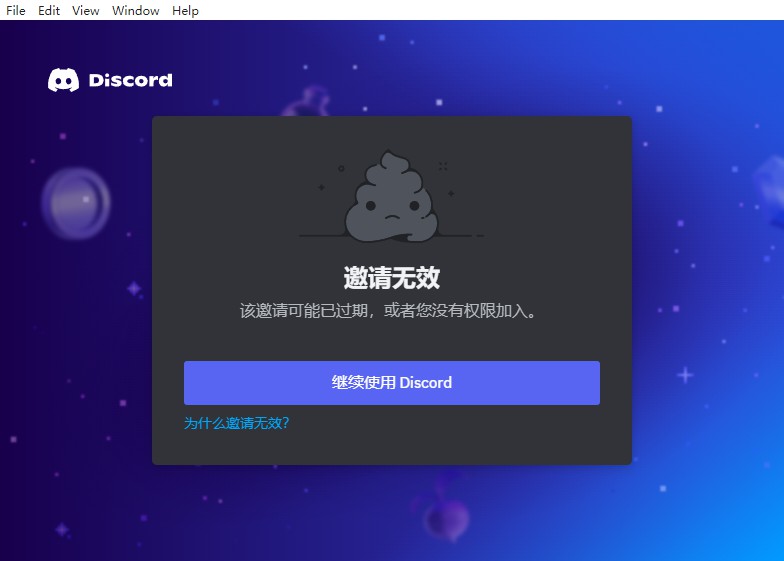 File Edit View Window Help
Discord
邀请无效
该邀请可能已过期，或者您没有权限加入。
继续使用 Discord
为什么邀请无效?